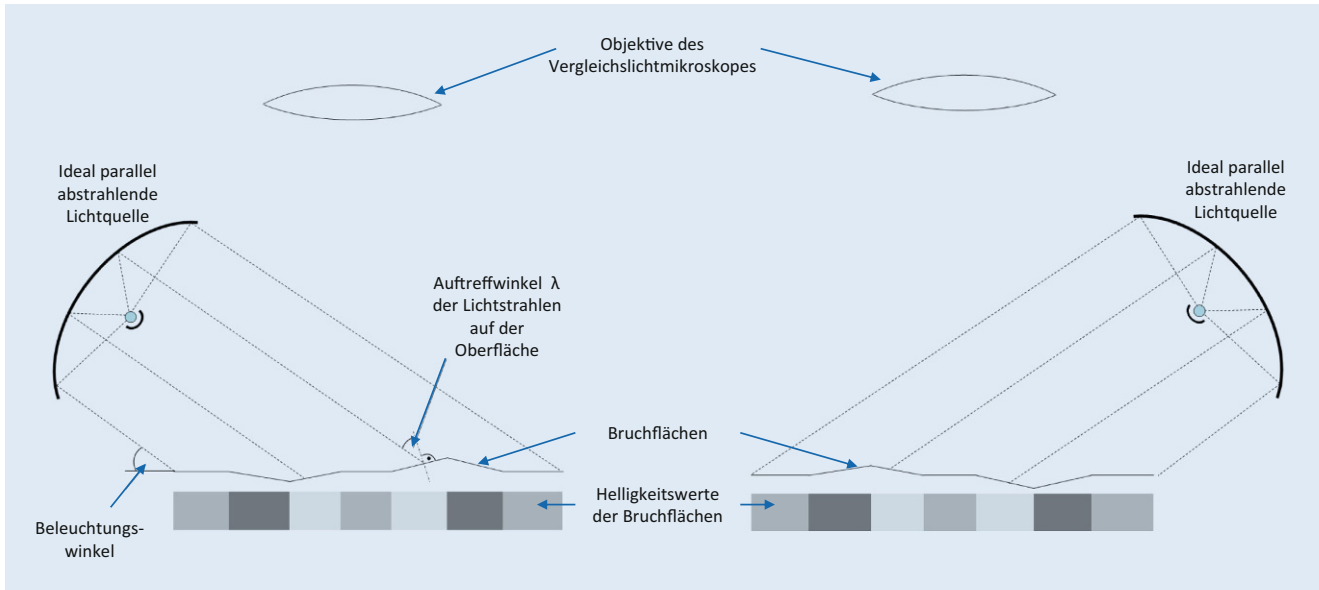 Objektive des
Vergleichslichtmikroskopes
Ideal parallel
abstrahlende
Lichtquelle
Ideal parallel
abstrahlende
Lichtquelle
Auftreffwinkel λ
der Lichtstrahlen
auf der
Oberfläche
Bruchflächen
Helligkeitswerte
der Bruchflächen
Beleuchtungs-
winkel